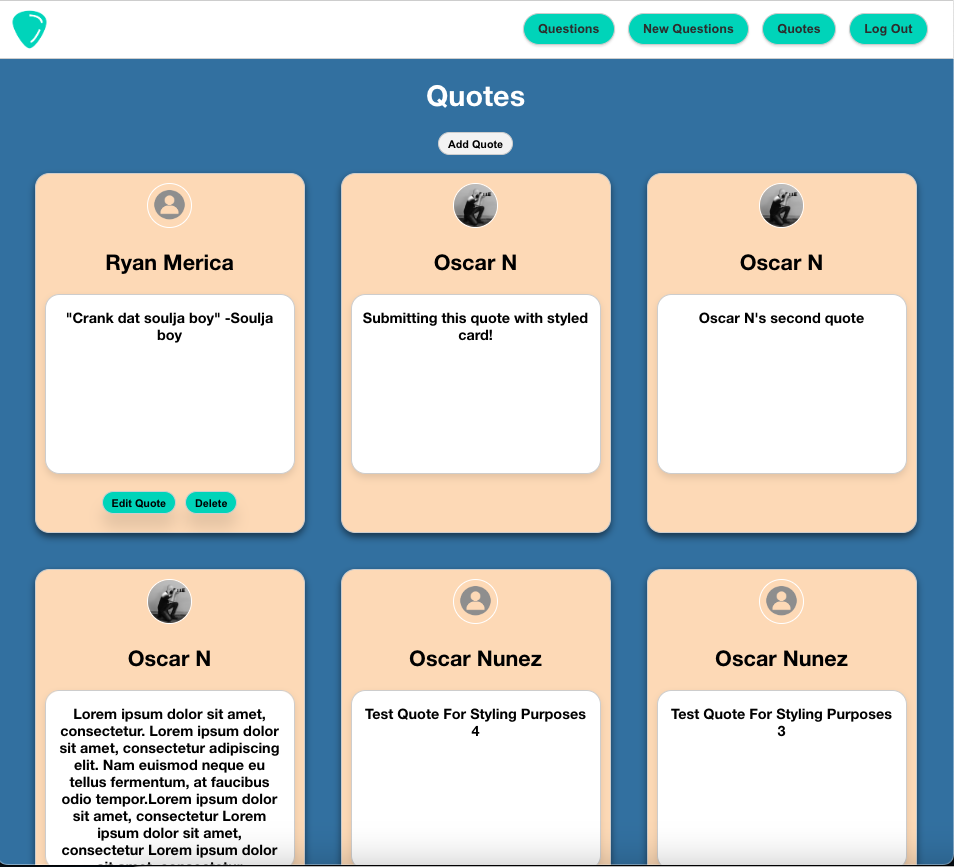 Questions
New Questions
Quotes
Log Out
Quotes
Add Quote
Ryan Merica
"Crank dat soulja boy" -Soulja
boy
Edit Quote
Delete
Oscar N
Submitting this quote with styled
card!
Oscar N
Oscar N's second quote
Oscar N
Lorem ipsum dolor sit amet,
consectetur. Lorem ipsum dolor
sit amet, consectetur adipiscing
elit. Nam euismod neque eu
tellus fermentum, at faucibus
odio tempor.Lorem ipsum dolor
sit amet, consectetur Lorem
ipsum dolor sit amet,
consectetur Lorem ipsum dolor
Oscar Nunez
Test Quote For Styling Purposes
4
Oscar Nunez
Test Quote For Styling Purposes
3